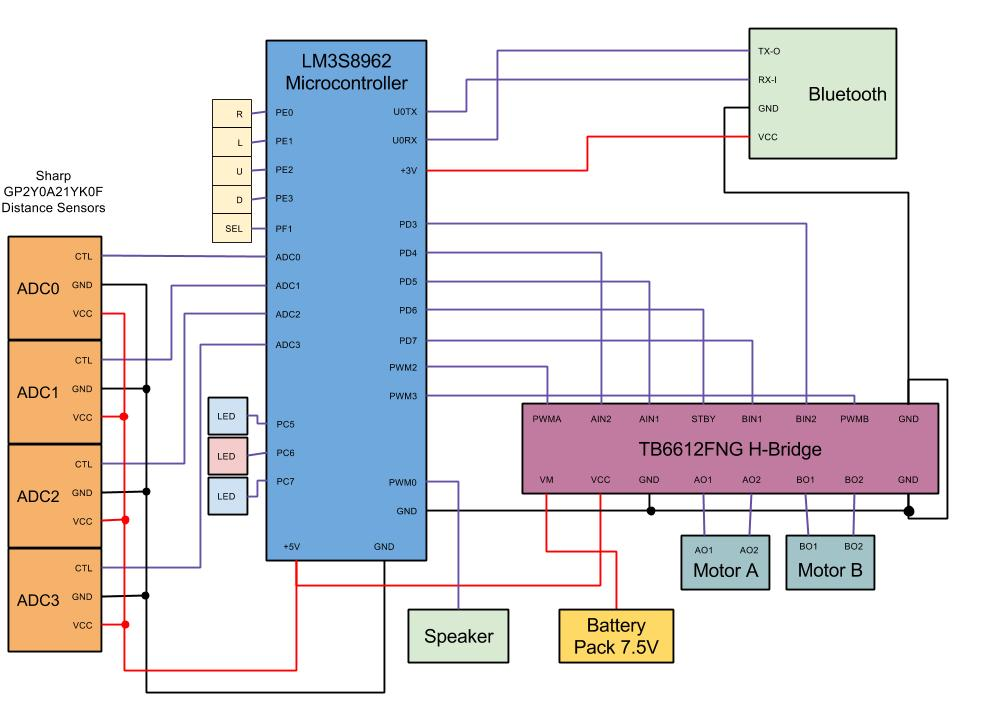 LM3S8962
Microcontroller
PE0
PE1
PE2
PE3
PF1
ADC0
ADC1
ADC2
ADC3
PC5
PC6
PC7
+5V
GND
U0TX
U0RX
+3V
PD3
PD4
PD5
PD6
PD7
PWM2
PWM3
PWM0
GND
R
L
U
D
SEL
Sharp
GP2Y0A21YK0F
Distance Sensors
ADC0
CTL
GND
VCC
ADC1
CTL
GND
VCC
ADC2
CTL
GND
VCC
ADC3
CTL
GND
VCC
LED
LED
LED
Bluetooth
TX-O
RX-I
GND
VCC
PWMA AIN2 AIN1 STBY BIN1 BIN2 PWMB GND
TB6612FNG H-Bridge
VM VCC GND AO1 AO2 BO1 BO2 GND
AO1 AO2
Motor A
BO1 BO2
Motor B
Speaker
Battery
Pack 7.5V